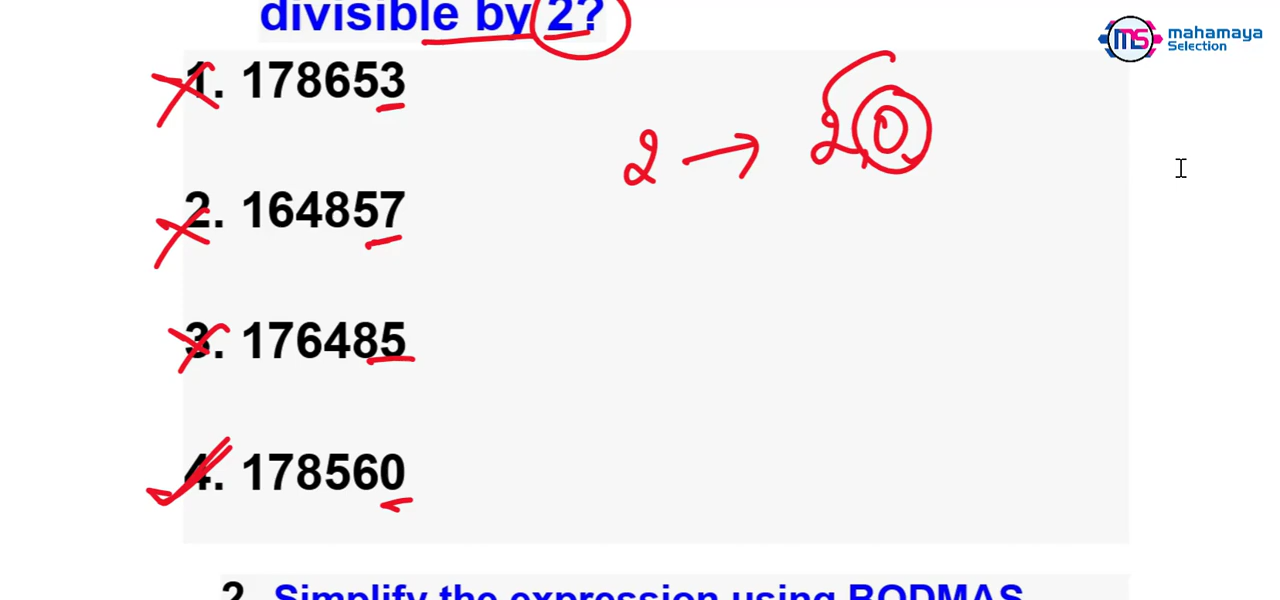 divisible by 2?
mahamaya
Selection
MS
1. 178653
2 → 2,0
2. 164857
3. 176485
4. 178560
2. Simplify the expression using BODMAS